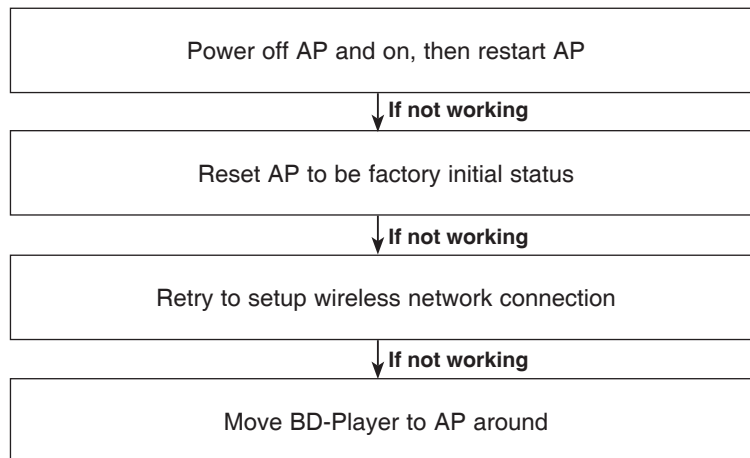 Power off AP and on, then restart AP
If not working
Reset AP to be factory initial status
If not working
Retry to setup wireless network connection
If not working
Move BD-Player to AP around